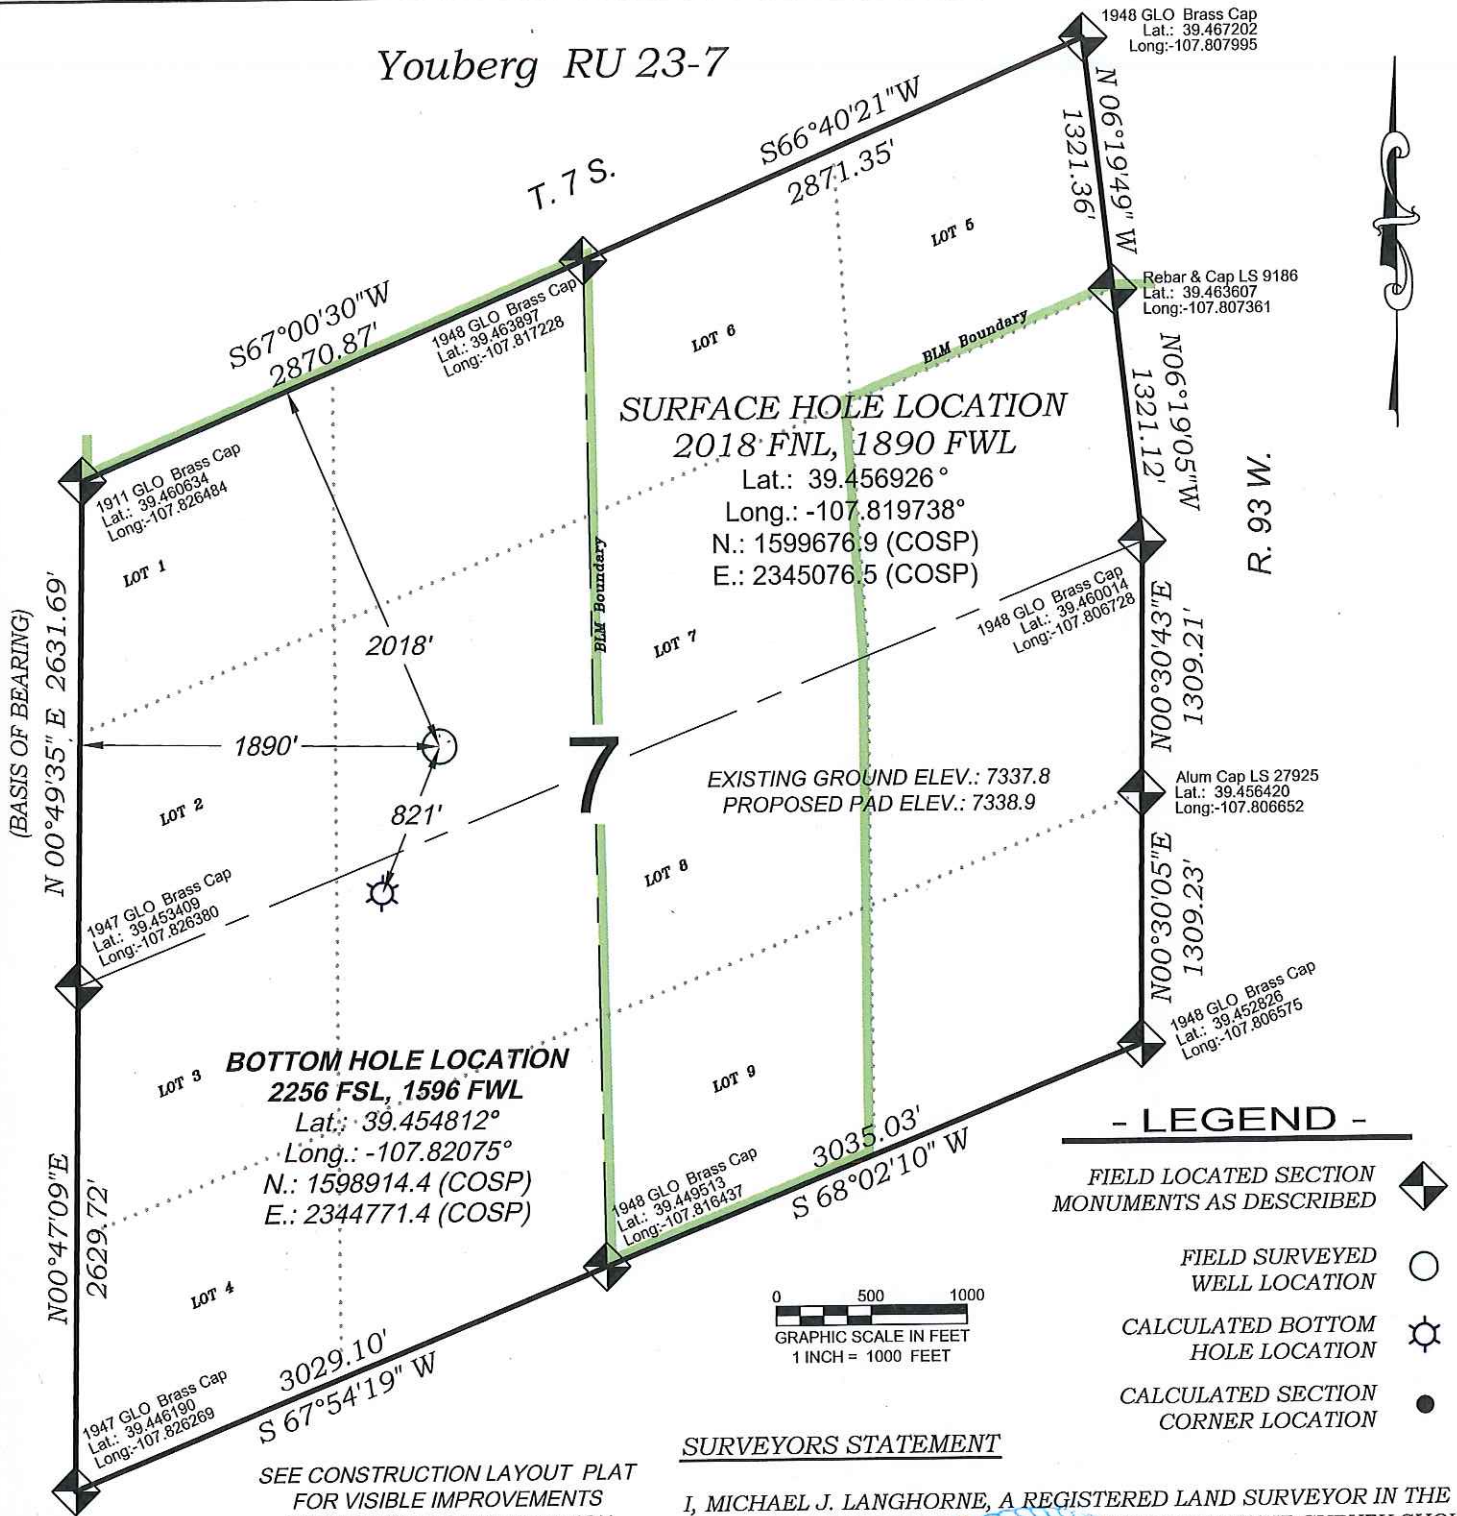 Youberg RU 23-7
1948 GLO Brass Cap
Lat.: 39.467202
Long:-107.807995
S66°40'21"W
2871.35'
N 06°19'49" W
1321.36'
T. 7 S.
LOT 5
Rebar & Cap LS 9186
Lat.: 39.463607
Long:-107.807361
S67°00'30"W
2870.87'
1948 GLO Brass Cap
Lat.: 39.463897
Long:-107.817228
LOT 6
BLM Boundary
N06°19'05"W
1321.12'
SURFACE HOLE LOCATION
2018 FNL, 1890 FWL
Lat.: 39.456926°
Long.: -107.819738°
N.: 1599676.9 (COSP)
E.: 2345076.5 (COSP)
R. 93 W.
1911 GLO Brass Cap
Lat.: 39.460634
Long:-107.826484
LOT 1
BLM Boundary
1948 GLO Brass Cap
Lat.: 39.460014
Long:-107.806728
(BASIS OF BEARING)
N 00°49'35" E 2631.69'
2018'
LOT 7
N00°30'43"E
1309.21'
1890'
7
EXISTING GROUND ELEV.: 7337.8
PROPOSED PAD ELEV.: 7338.9
Alum Cap LS 27925
Lat.: 39.456420
Long:-107.806652
LOT 2
821'
LOT 8
1947 GLO Brass Cap
Lat.: 39.453409
Long:-107.826380
N00°30'05"E
1309.23'
1948 GLO Brass Cap
Lat.: 39.452826
Long:-107.806575
LOT 3
BOTTOM HOLE LOCATION
2256 FSL, 1596 FWL
Lat.: 39.454812°
Long.: -107.82075°
N.: 1598914.4 (COSP)
E.: 2344771.4 (COSP)
LOT 9
3035.03'
S 68°02'10" W
1948 GLO Brass Cap
Lat.: 39.449513
Long:-107.816437
N00°47'09"E
2629.72'
LOT 4
3029.10'
S 67°54'19" W
1947 GLO Brass Cap
Lat.: 39.446190
Long:-107.826269
0 500 1000
GRAPHIC SCALE IN FEET
1 INCH = 1000 FEET
- LEGEND -
FIELD LOCATED SECTION
MONUMENTS AS DESCRIBED
FIELD SURVEYED
WELL LOCATION
CALCULATED BOTTOM
HOLE LOCATION
CALCULATED SECTION
CORNER LOCATION
SEE CONSTRUCTION LAYOUT PLAT
FOR VISIBLE IMPROVEMENTS
SURVEYORS STATEMENT
I, MICHAEL J. LANGHORNE, A REGISTERED LAND SURVEYOR IN THE